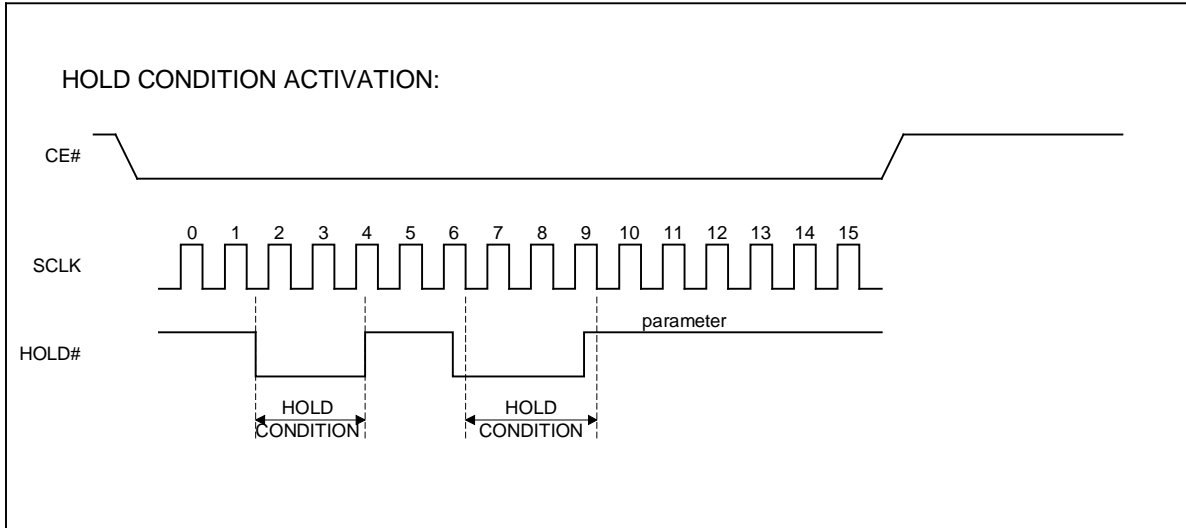 HOLD CONDITION ACTIVATION:
CE#
0 1 2 3 4 5 6 7 8 9 10 11 12 13 14 15
SCLK
parameter
HOLD#
HOLD HOLD
CONDITION CONDITION